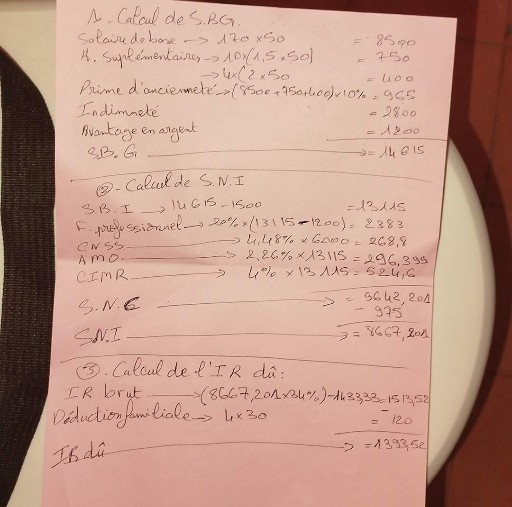 1. Calcul de S.B.G.
Salaire de base → 170 x 50 = 8500
H. Suplémentaires → 10 x (1,5 x 50) = 750
→ 4 x (2 x 50 = 400
Prime d'ancienneté → (8500 + 750 + 400) x 10% = 965
Indimneté = 2800
Avantage en argent = 1200
S.B.G → = 14615
② - Calcul de S.N.I
S.B.I → 14615 - 1500 = 13115
F. professionnel → 20% x (13115 - 1200) = 2383
CNSS → 4,48% x 6000 = 268,8
AMO → 2,26% x 13115 = 296,399
CIMR → 4% x 13115 = 524,6
S.N.I → = 9642,201
- 975
S.N.I → = 8667,201
③. Calcul de l'IR dû :
IR brut → (8667,201 x 34%) - 1433,33 = 1513,52
Déduction familiale → 4 x 30 = - 120
IR dû → = 1393,52